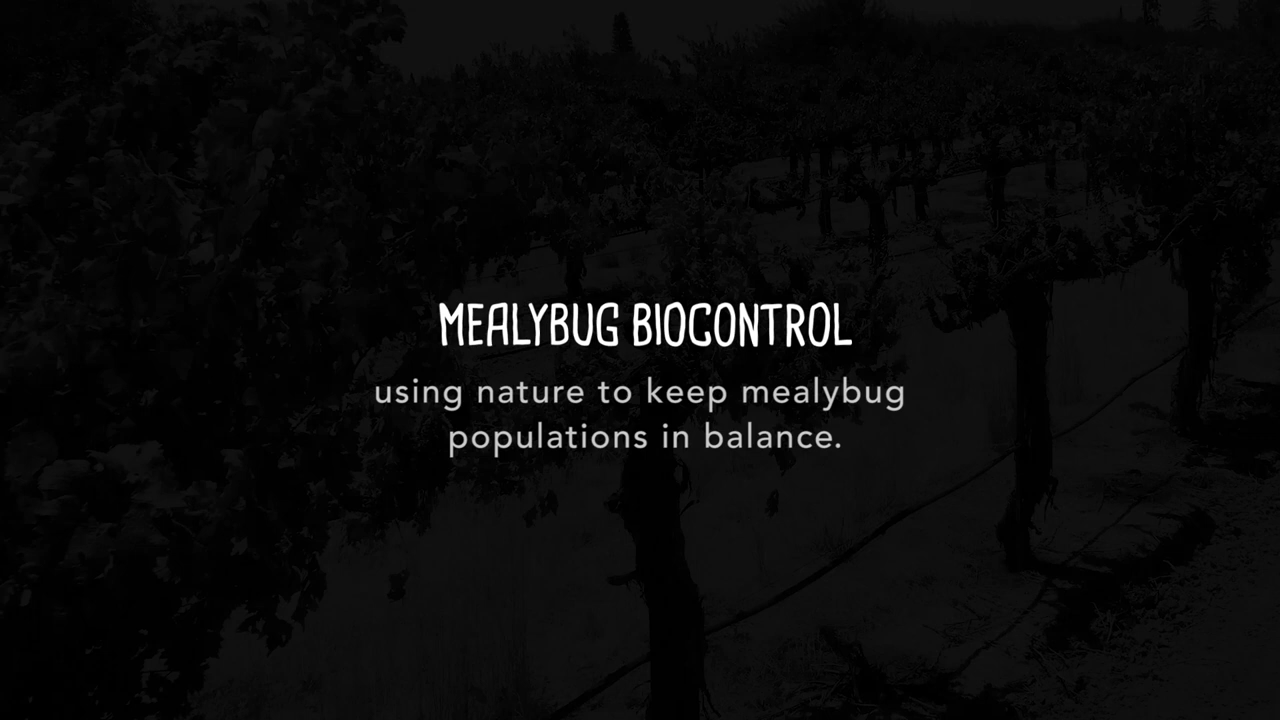 MEALYBUG BIOCONTROL
using nature to keep mealybug
populations in balance.